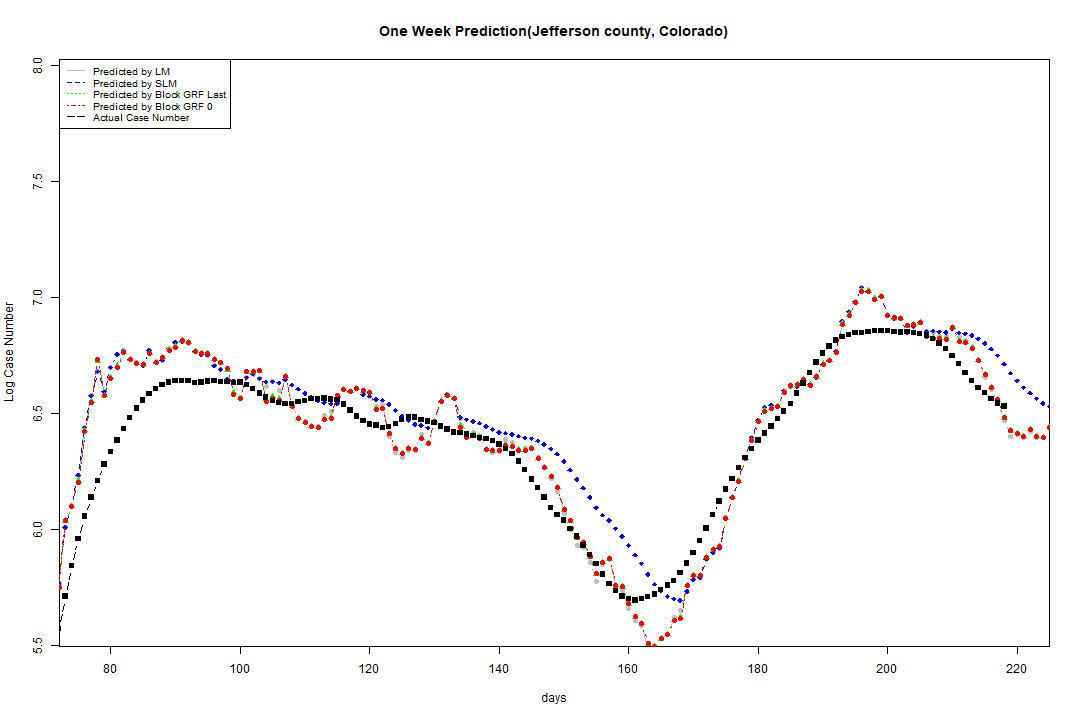 One Week Prediction(Jefferson county, Colorado)
8.0
Predicted by LM
Predicted by SLM
Predicted by Block GRF Last
Predicted by Block GRF 0
Actual Case Number
7.5
7.0
6.5
6.0
5.5
Log Case Number
80 100 120 140 160 180 200 220
days